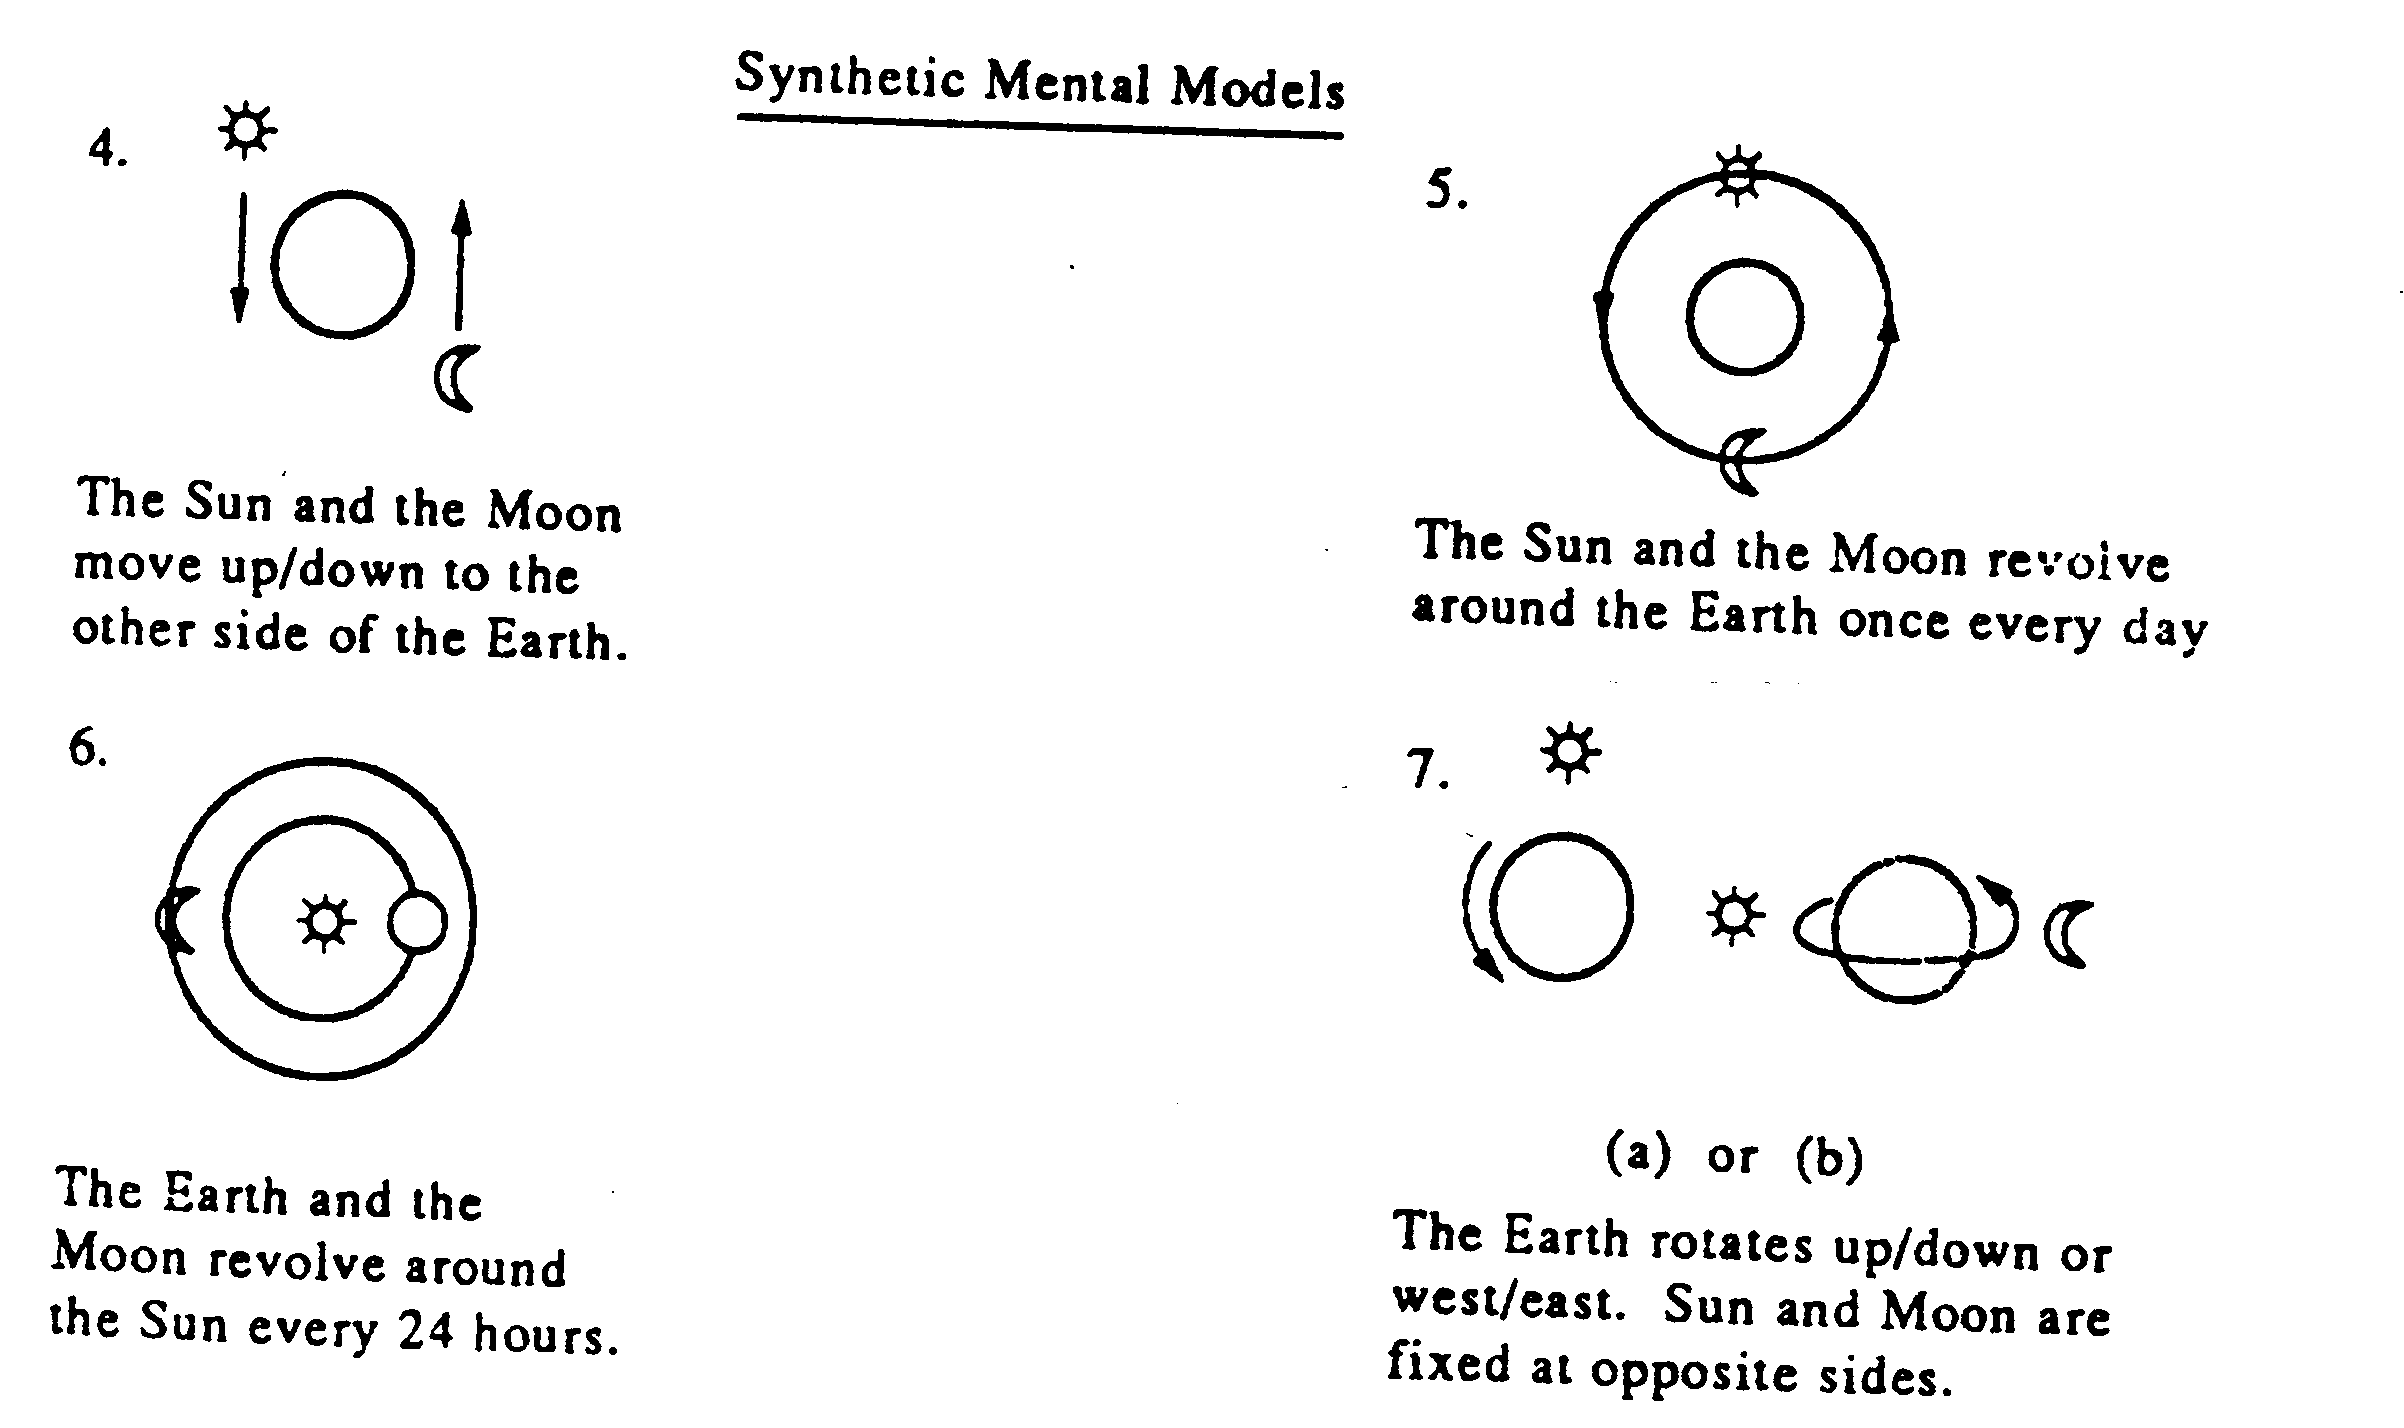 Synthetic Mental Models
4.
The Sun and the Moon
move up/down to the
other side of the Earth.
5.
The Sun and the Moon revolve
around the Earth once every day
6.
The Earth and the
Moon revolve around
the Sun every 24 hours.
7.
(a) or (b)
The Earth rotates up/down or
west/east. Sun and Moon are
fixed at opposite sides.